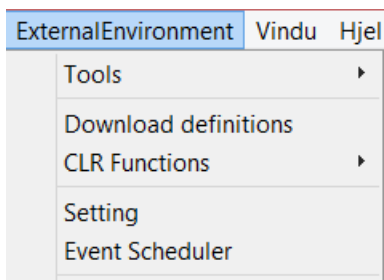 ExternalEnvironment Vindu Hjel
Tools
Download definitions
CLR Functions
Setting
Event Scheduler